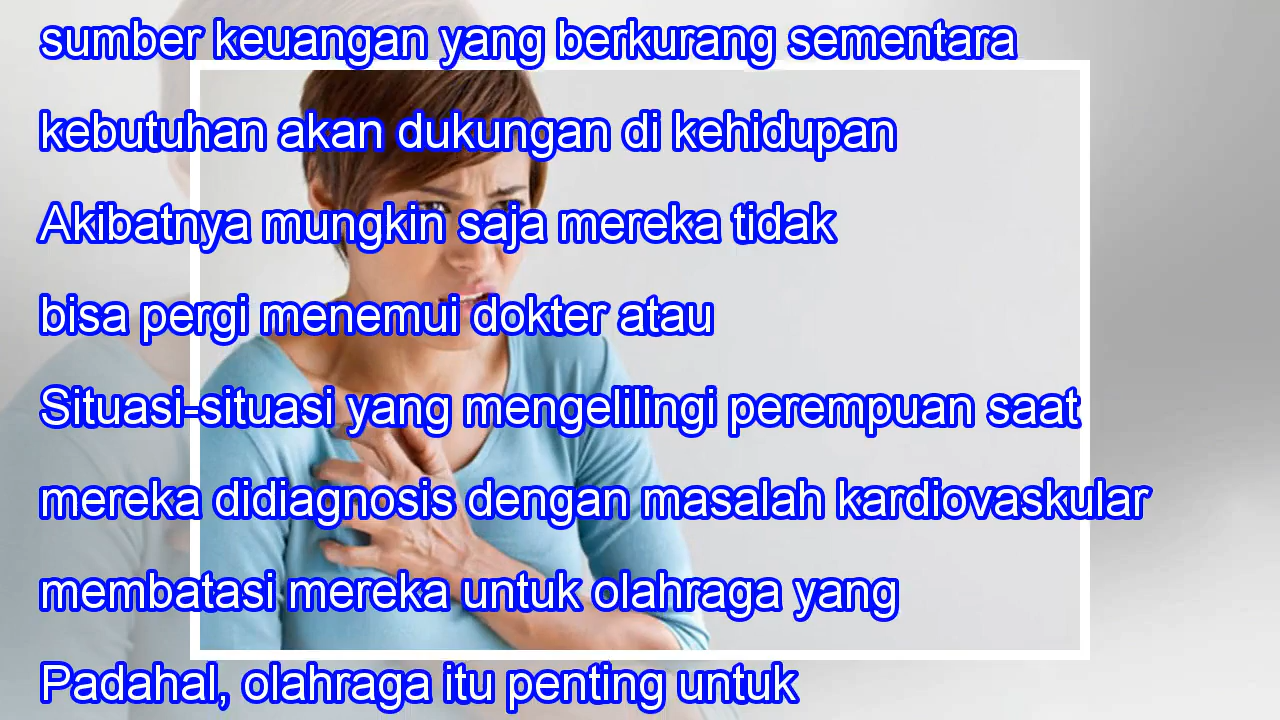 sumber keuangan yang berkurang sementara
kebutuhan akan dukungan di kehidupan
Akibatnya mungkin saja mereka tidak
bisa pergi menemui dokter atau
Situasi-situasi yang mengelilingi perempuan saat
mereka didiagnosis dengan masalah kardiovaskular
membatasi mereka untuk olahraga yang
Padahal, olahraga itu penting untuk